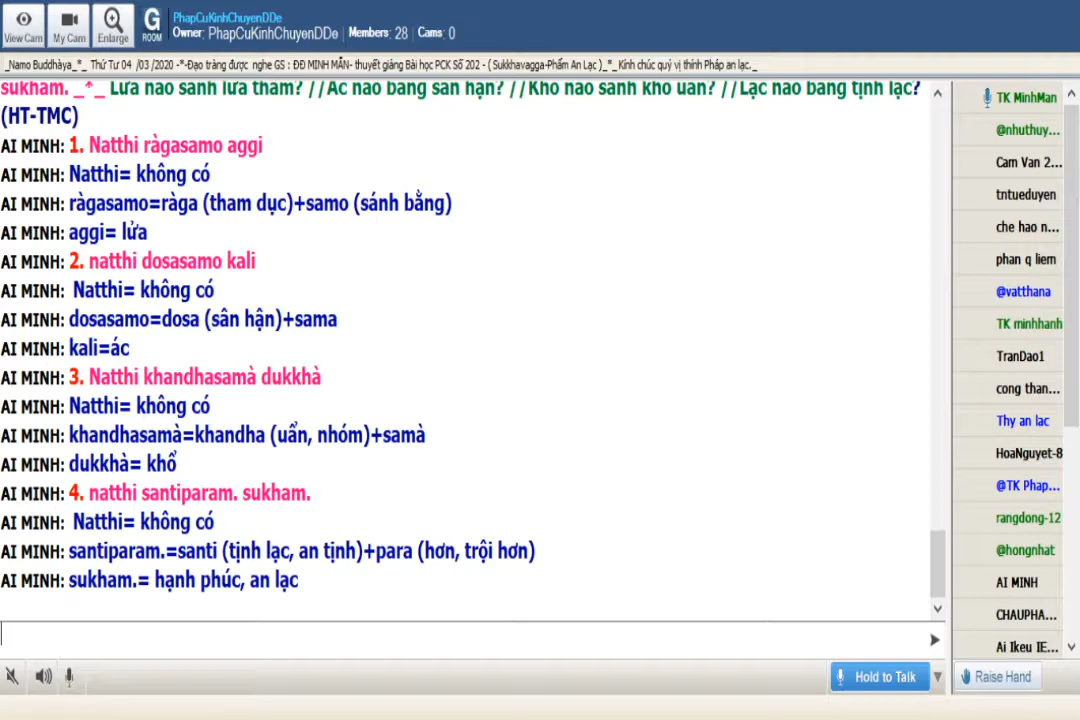 View Cam
My Cam
Enlarge
G
ROOM
PhapCuKinhChuyenDDe
Owner: PhapCuKinhChuyenDDe Members: 28 Cams: 0
_Namo Buddhàya_*_ Thứ Tư 04 /03 /2020 -*-Đạo tràng được nghe GS : ĐĐ MINH MẪN- thuyết giảng Bài học PCK Số 202 - ( Sukkhavagga-Phẩm An Lạc )_*_Kính chúc quý vị thính Pháp an lạc._
sukham. _*_ Lửa nào sánh lửa tham? //Ác nào bằng sân hận? //Khổ nào sánh khổ uẩn? //Lạc nào bằng tịnh lạc?
(HT-TMC)
AI MINH: 1. Natthi ràgasamo aggi
AI MINH: Natthi= không có
AI MINH: ràgasamo=ràga (tham dục)+samo (sánh bằng)
AI MINH: aggi= lửa
AI MINH: 2. natthi dosasamo kali
AI MINH: Natthi= không có
AI MINH: dosasamo=dosa (sân hận)+sama
AI MINH: kali=ác
AI MINH: 3. Natthi khandhasamà dukkhà
AI MINH: Natthi= không có
AI MINH: khandhasamà=khandha (uẩn, nhóm)+samà
AI MINH: dukkhà= khổ
AI MINH: 4. natthi santiparam. sukham.
AI MINH: Natthi= không có
AI MINH: santiparam.=santi (tịnh lạc, an tịnh)+para (hơn, trội hơn)
AI MINH: sukham.= hạnh phúc, an lạc
TK MinhMan
@nhuthuy...
Cam Van 2...
tntueduyen
che hao n...
phan q liem
@vatthana
TK minhhanh
TranDao1
cong than...
Thy an lac
HoaNguyet-8
@TK Phap...
rangdong-12
@hongnhat
AI MINH
CHAUPHA...
Ai Ikeu IE...
Hold to Talk
Raise Hand